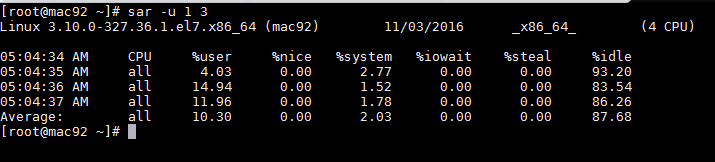 [root@mac92 ~]# sar -u 1 3
Linux 3.10.0-327.36.1.el7.x86_64 (mac92)        11/03/2016      _x86_64_        (4 CPU)

05:04:34 AM     CPU     %user     %nice   %system   %iowait    %steal     %idle
05:04:35 AM     all      4.03      0.00      2.77      0.00      0.00     93.20
05:04:36 AM     all     14.94      0.00      1.52      0.00      0.00     83.54
05:04:37 AM     all     11.96      0.00      1.78      0.00      0.00     86.26
Average:        all     10.30      0.00      2.03      0.00      0.00     87.68
[root@mac92 ~]#